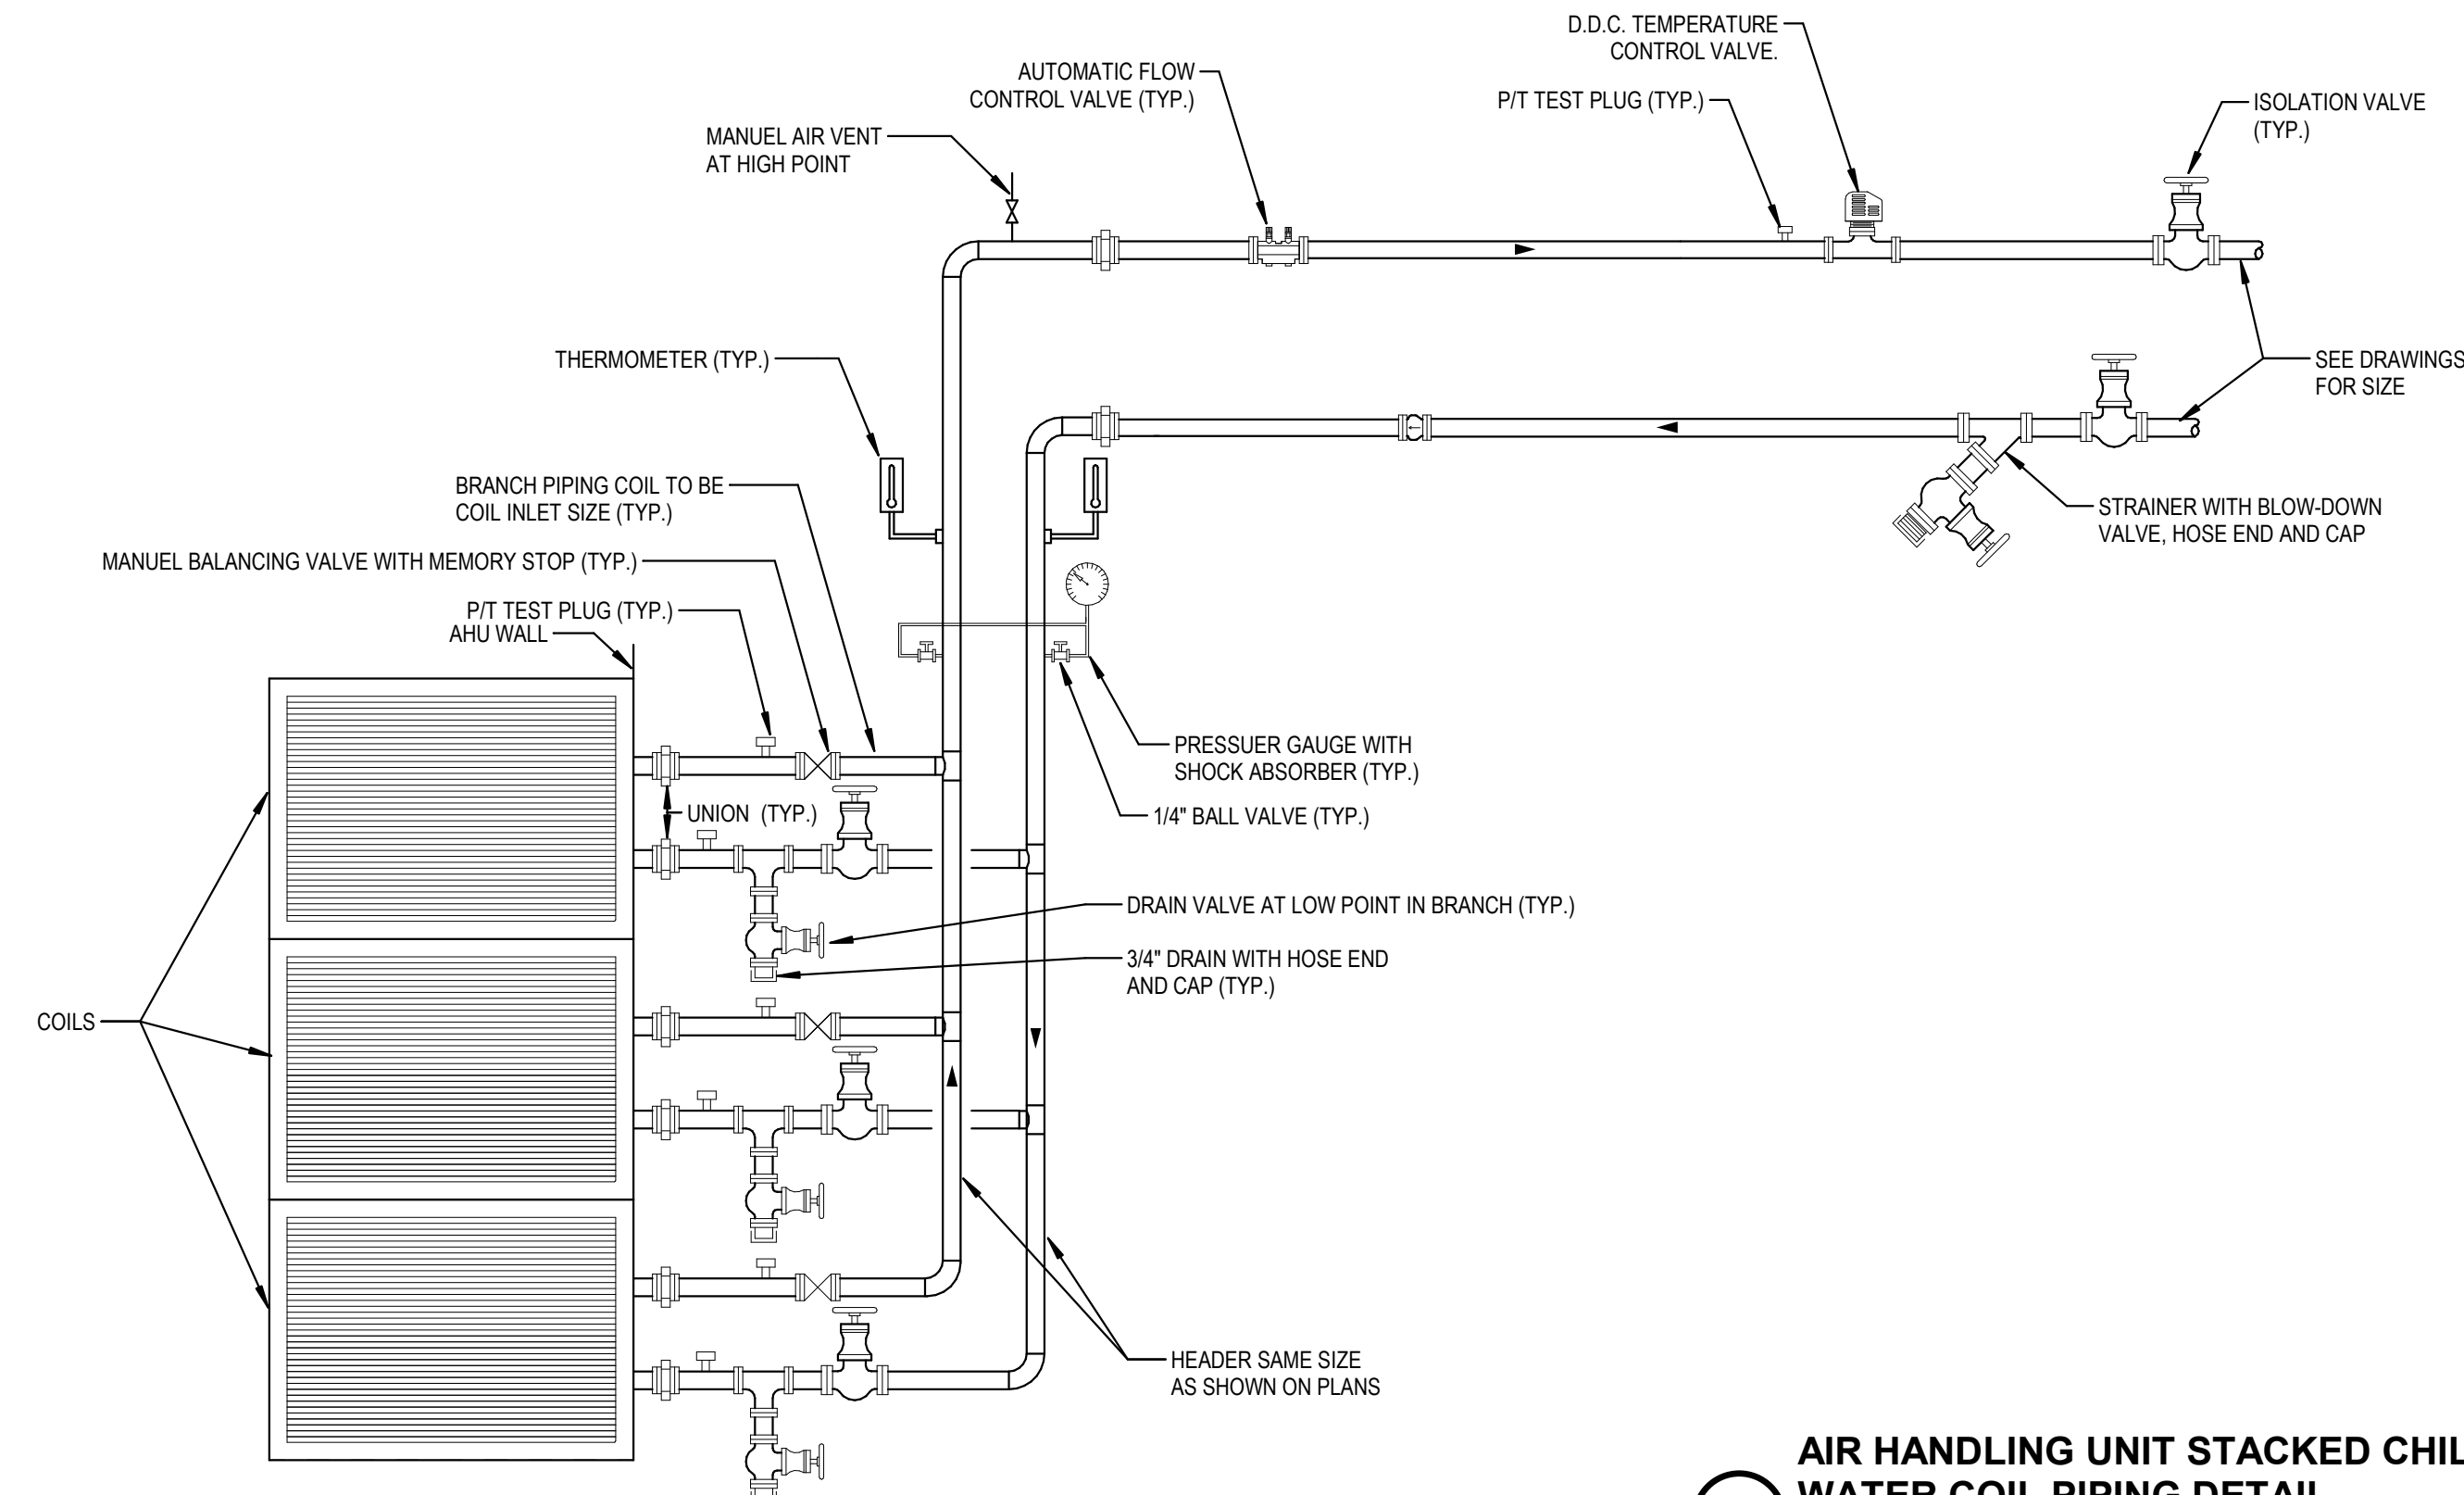 D.D.C. TEMPERATURE
CONTROL VALVE.
AUTOMATIC FLOW
CONTROL VALVE (TYP.)
P/T TEST PLUG (TYP.)
ISOLATION VALVE
(TYP.)
MANUEL AIR VENT
AT HIGH POINT
THERMOMETER (TYP.)
SEE DRAWINGS
FOR SIZE
BRANCH PIPING COIL TO BE
COIL INLET SIZE (TYP.)
STRAINER WITH BLOW-DOWN
VALVE, HOSE END AND CAP
MANUEL BALANCING VALVE WITH MEMORY STOP (TYP.)
P/T TEST PLUG (TYP.)
AHU WALL
PRESSUER GAUGE WITH
SHOCK ABSORBER (TYP.)
UNION (TYP.)
1/4" BALL VALVE (TYP.)
DRAIN VALVE AT LOW POINT IN BRANCH (TYP.)
3/4" DRAIN WITH HOSE END
AND CAP (TYP.)
COILS
HEADER SAME SIZE
AS SHOWN ON PLANS
AIR HANDLING UNIT STACKED CHIL
WATER COIL PIPING DETAIL